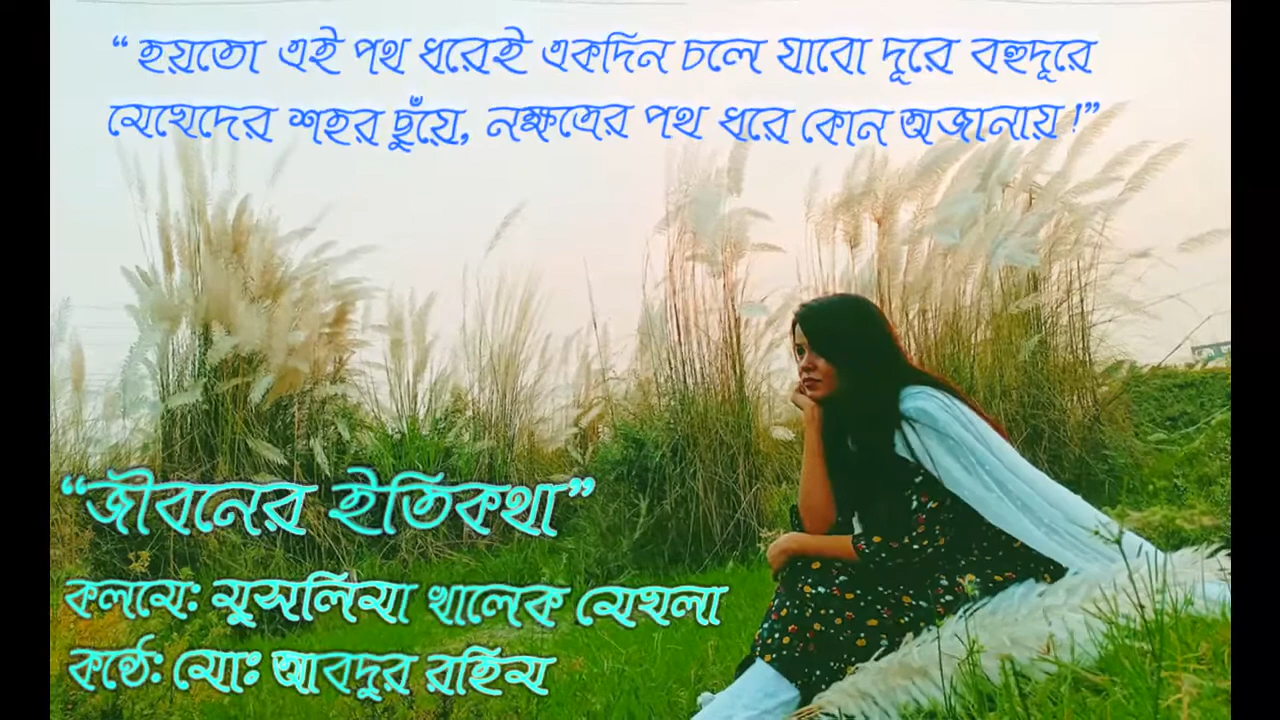 “ হয়তো এই পথ ধরেই একদিন চলে যাবো দূরে বহুদূরে
মেঘেদের শহর ছুঁয়ে, নক্ষত্রের পথ ধরে কোন অজানায় !”
“জীবনের ইতিকথা”
কলমে: মুসলিমা খালেক মেঘলা
কন্ঠে: মোঃ আবদুর রহিম